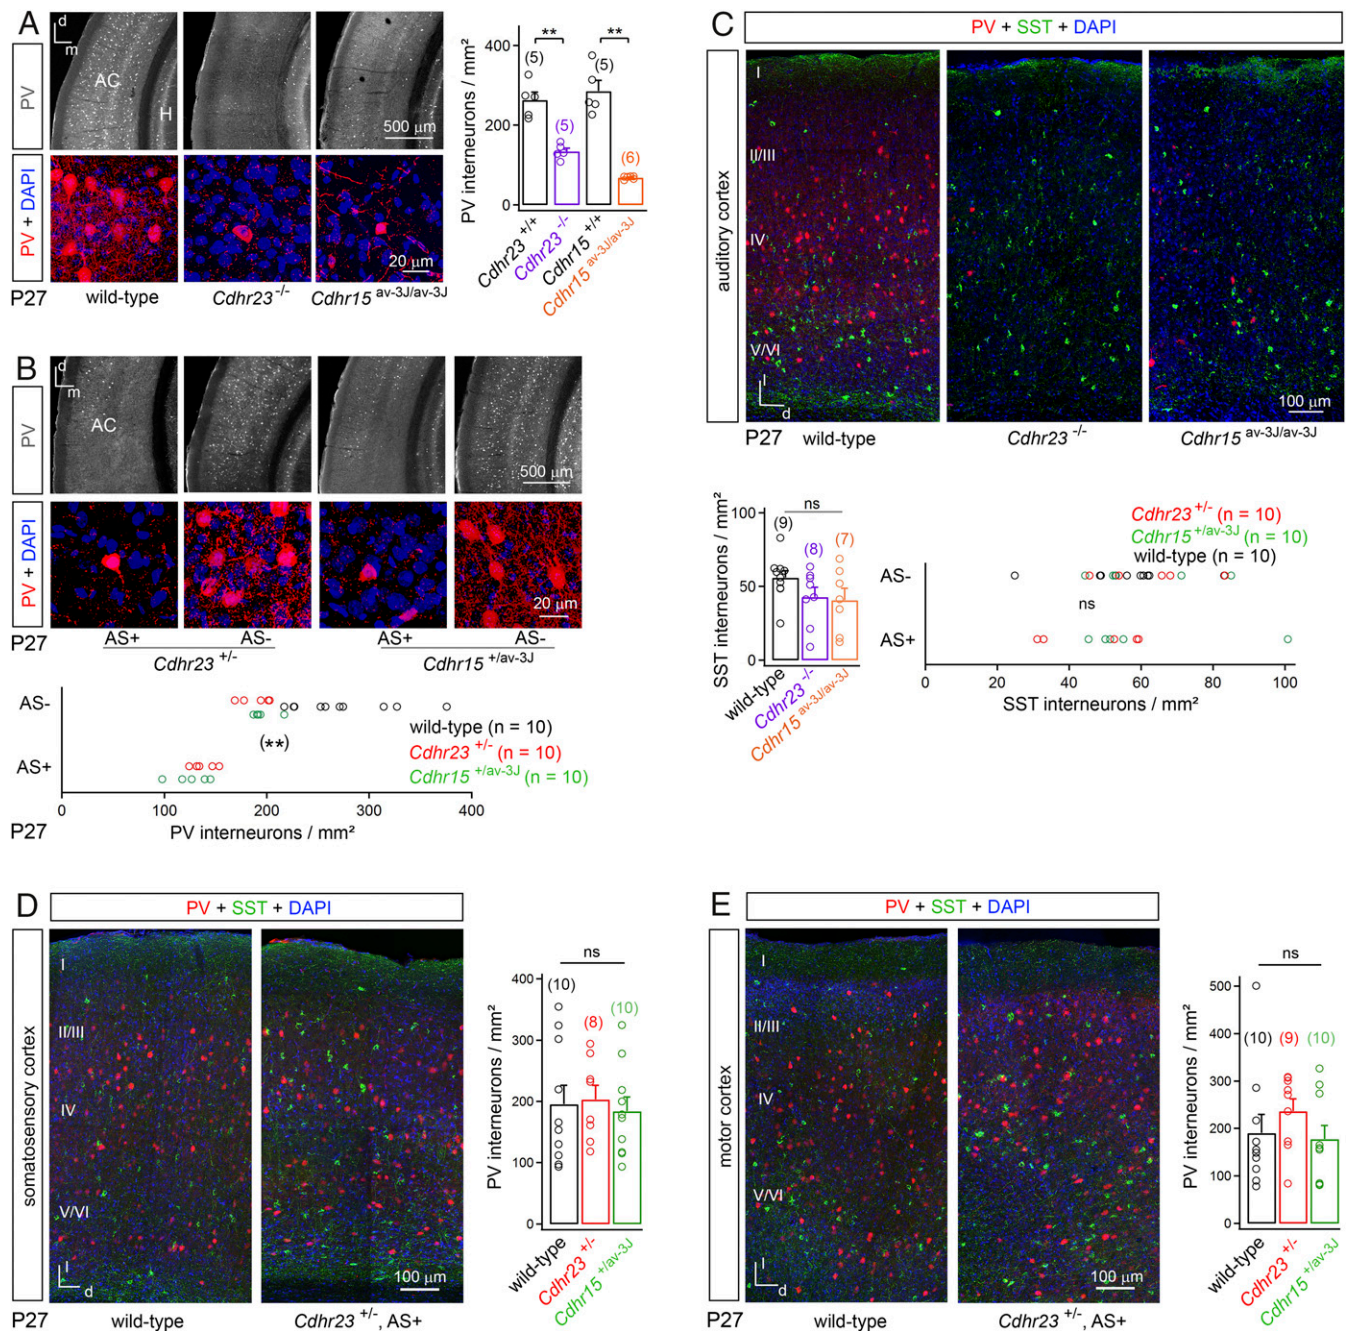 A
d
m
AC
H
PV
500 µm
PV + DAPI
20 µm
P27
wild-type
Cdhr23 -/-
Cdhr15 av-3J/av-3J
PV interneurons / mm²
400
200
0
(5)
**
(5)
(5)
**
(6)
Cdhr23 +/+
Cdhr23 -/-
Cdhr15 +/+
Cdhr15 av-3J/av-3J
B
d
m
AC
PV
500 µm
PV + DAPI
20 µm
P27
AS+
AS-
AS+
AS-
Cdhr23 +/-
Cdhr15 +/av-3J
AS-
AS+
(**)
wild-type (n = 10)
Cdhr23 +/- (n = 10)
Cdhr15 +/av-3J (n = 10)
0
100
200
300
400
P27
PV interneurons / mm²
C
PV + SST + DAPI
auditory cortex
I
II/III
IV
V/VI
l
d
100 µm
P27
wild-type
Cdhr23 -/-
Cdhr15 av-3J/av-3J
SST interneurons / mm²
100
50
0
ns
(9)
(8)
(7)
wild-type
Cdhr23 -/-
Cdhr15 av-3J/av-3J
Cdhr23 +/- (n = 10)
Cdhr15 +/av-3J (n = 10)
wild-type (n = 10)
AS-
ns
AS+
0
20
40
60
80
100
SST interneurons / mm²
D
PV + SST + DAPI
somatosensory cortex
I
II/III
IV
V/VI
l
d
100 µm
P27
wild-type
Cdhr23 +/-, AS+
PV interneurons / mm²
400
300
200
100
0
ns
(10)
(8)
(10)
wild-type
Cdhr23 +/-
Cdhr15 +/av-3J
E
PV + SST + DAPI
motor cortex
I
II/III
IV
V/VI
l
d
100 µm
P27
wild-type
Cdhr23 +/-, AS+
PV interneurons / mm²
500
400
300
200
100
0
ns
(10)
(9)
(10)
wild-type
Cdhr23 +/-
Cdhr15 +/av-3J